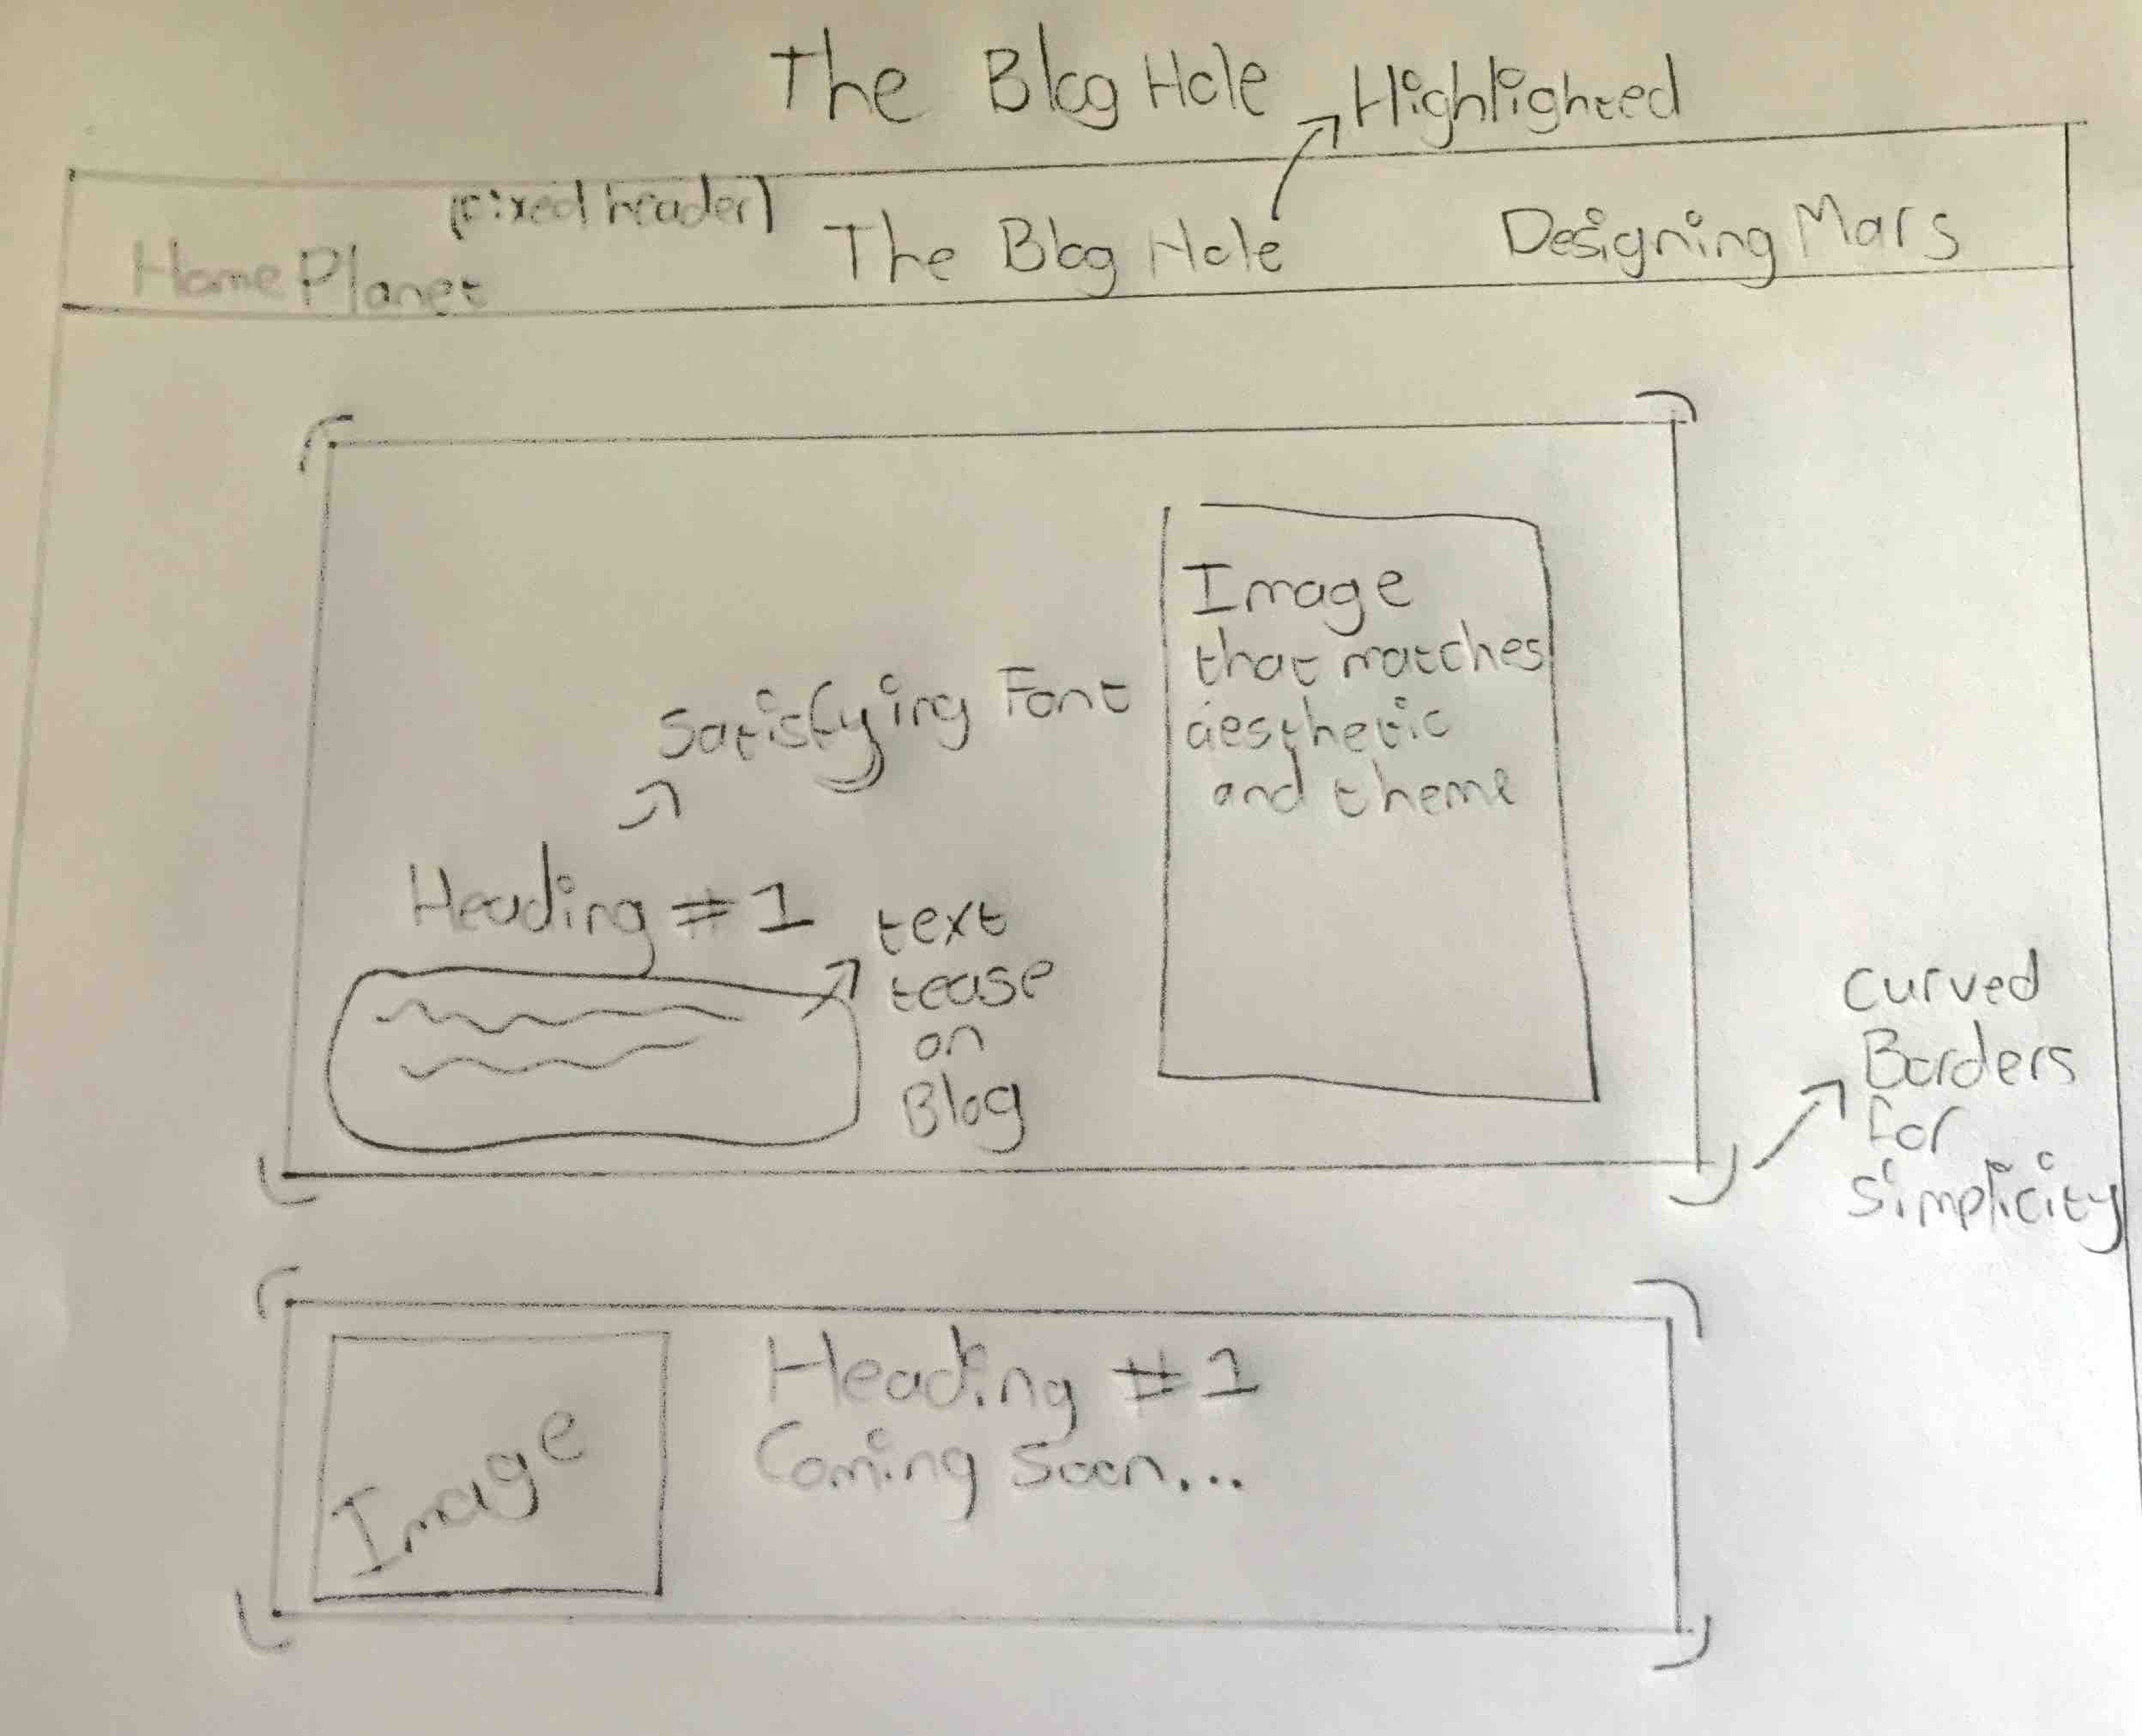 The Blog Hole
Highlighted
(Fixed header)
Home Planet
The Blog Hole
Designing Mars
Image
that matches
aesthetic
and theme
Satisfying Font
Heading #1
text
tease
on
Blog
Curved
Borders
For
Simplicity
Image
Heading #1
Coming Soon...